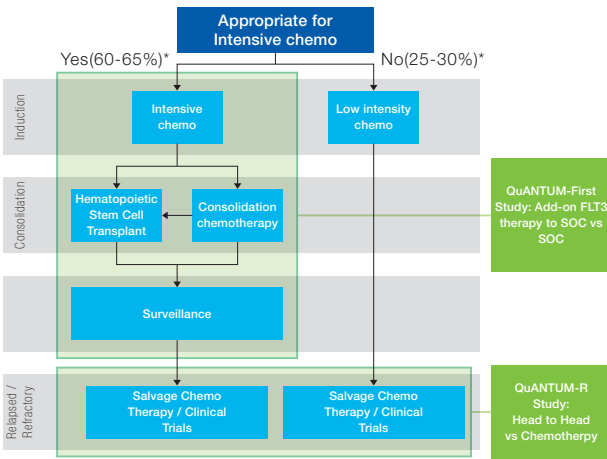 Appropriate for
Intensive chemo
Yes(60-65%)*
No(25-30%)*
Induction
Intensive
chemo
Low intensity
chemo
Consolidation
Hematopoietic
Stem Cell
Transplant
Consolidation
chemotherapy
QuANTUM-First
Study: Add-on FLT3
therapy to SOC vs
SOC
Surveillance
Relapsed /
Refractory
Salvage Chemo
Therapy / Clinical
Trials
Salvage Chemo
Therapy / Clinical
Trials
QuANTUM-R
Study:
Head to Head
vs Chemotherpy